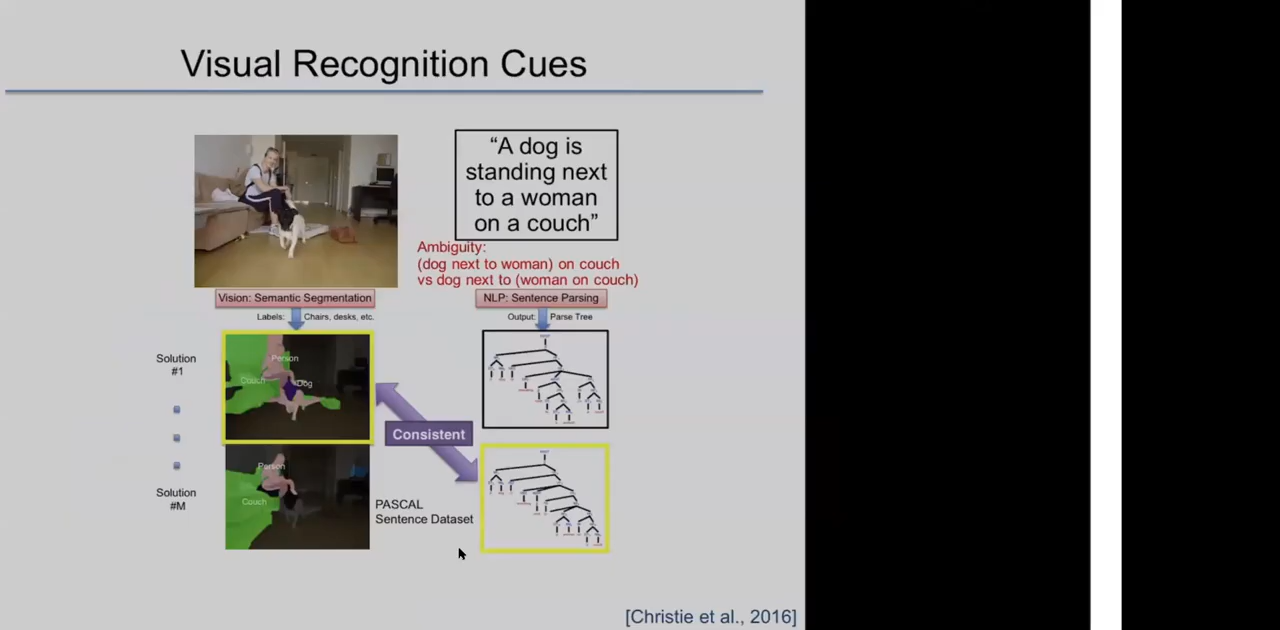 Visual Recognition Cues
“A dog is
standing next
to a woman
on a couch”
Ambiguity:
(dog next to woman) on couch
vs dog next to (woman on couch)
Vision: Semantic Segmentation
NLP: Sentence Parsing
Labels: Chairs, desks, etc.
Output: Parse Tree
Solution
#1
Person
Couch
Dog
Consistent
Person
Couch
Solution
#M
PASCAL
Sentence Dataset
[Christie et al., 2016]